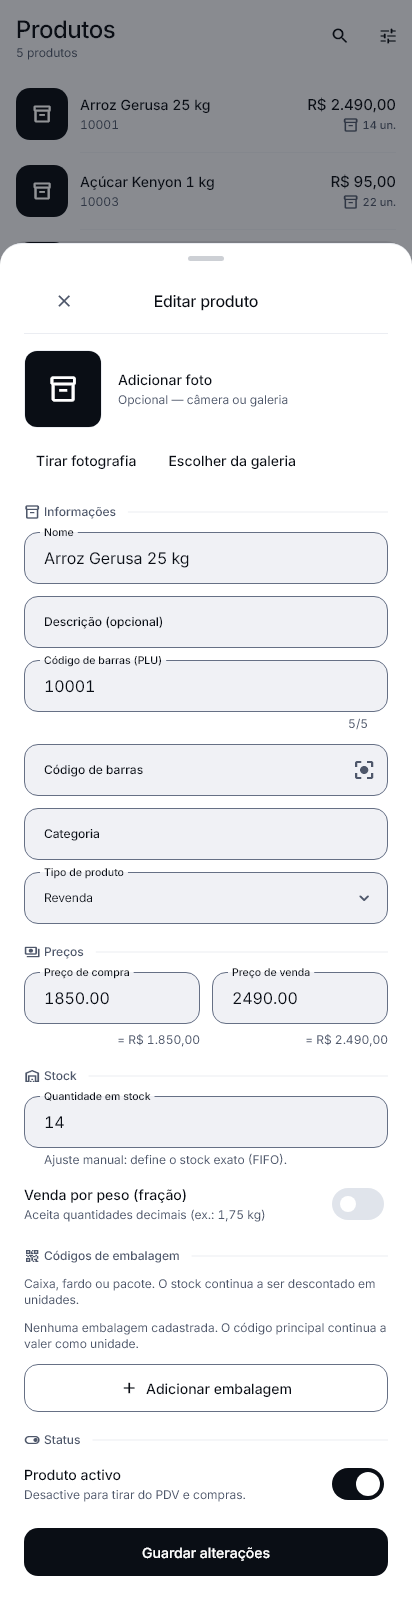 Produtos
5 produtos
Arroz Gerusa 25 kg
R$ 2.490,00
10001
14 un.
Açúcar Kenyon 1 kg
R$ 95,00
10003
22 un.
Editar produto
Adicionar foto
Opcional — câmera ou galeria
Tirar fotografia
Escolher da galeria
Informações
Nome
Arroz Gerusa 25 kg
Descrição (opcional)
Código de barras (PLU)
10001
5/5
Código de barras
Categoria
Tipo de produto
Revenda
Preços
Preço de compra
1850.00
Preço de venda
2490.00
= R$ 1.850,00
= R$ 2.490,00
Stock
Quantidade em stock
14
Ajuste manual: define o stock exato (FIFO).
Venda por peso (fração)
Aceita quantidades decimais (ex.: 1,75 kg)
Códigos de embalagem
Caixa, fardo ou pacote. O stock continua a ser descontado em
unidades.
Nenhuma embalagem cadastrada. O código principal continua a
valer como unidade.
Adicionar embalagem
Status
Produto activo
Desactive para tirar do PDV e compras.
Guardar alterações